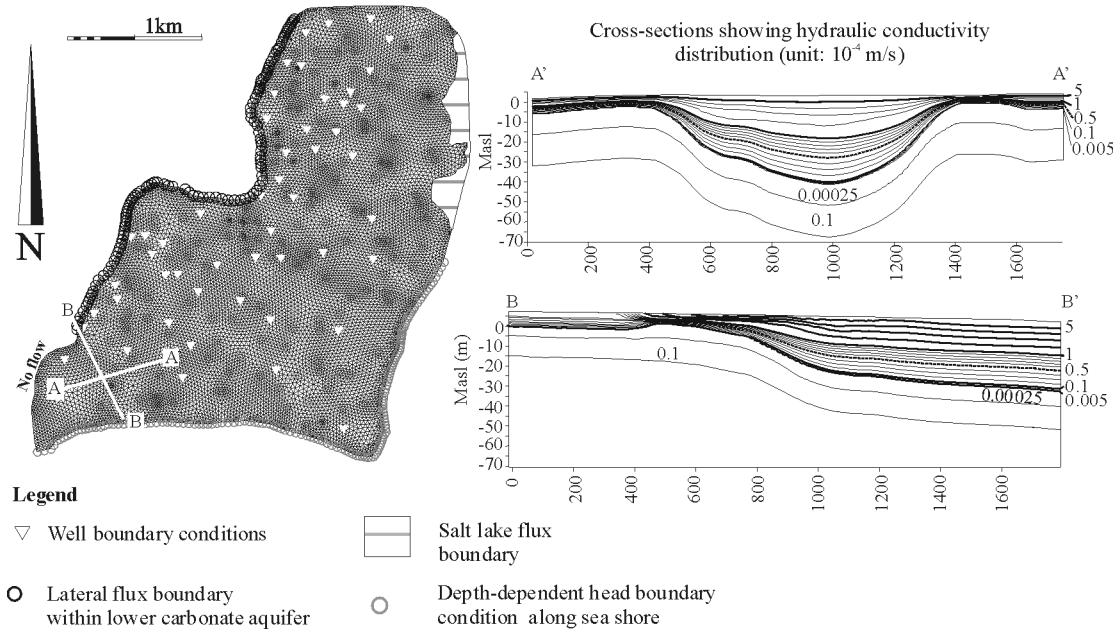 1km
N
No flow
B
A
A
B
Cross-sections showing hydraulic conductivity
distribution (unit: 10⁻⁴ m/s)
A’ A’
Masl
0
-10
-20
-30
-40
-50
-60
-70
5
1
0.5
0.1
0.005
0.00025
0.1
0 200 400 600 800 1000 1200 1400 1600
B B’
Masl (m)
0
-10
-20
-30
-40
-50
-60
-70
0.1
5
1
0.5
0.1
0.00025
0.005
0 200 400 600 800 1000 1200 1400 1600
Legend
Well boundary conditions
Salt lake flux
boundary
Lateral flux boundary
within lower carbonate aquifer
Depth-dependent head boundary
condition along sea shore